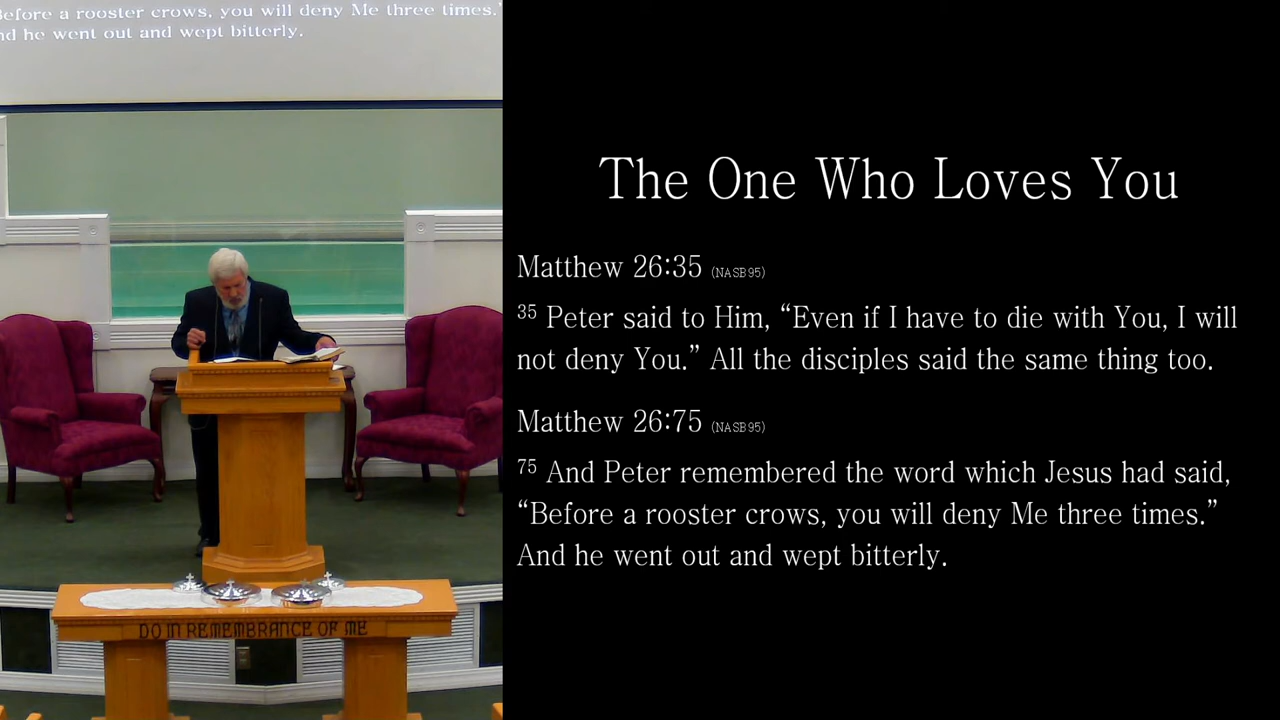 Before a rooster crows, you will deny Me three times."
And he went out and wept bitterly.
The One Who Loves You
Matthew 26:35 (NASB95)
35 Peter said to Him, “Even if I have to die with You, I will
not deny You.” All the disciples said the same thing too.
Matthew 26:75 (NASB95)
75 And Peter remembered the word which Jesus had said,
“Before a rooster crows, you will deny Me three times.”
And he went out and wept bitterly.
DO IN REMEMBRANCE OF ME